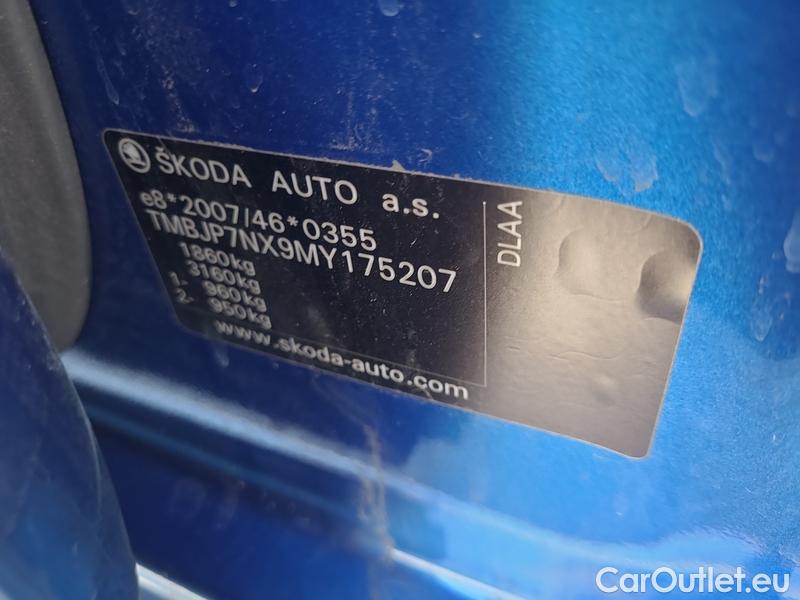 ŠKODA AUTO a.s.
e8*2007/46*0355
TMBJP7NX9MY175207
1860kg
3160kg
1- 960kg
2- 950kg
www.skoda-auto.com
DLAA
CarOutlet.eu